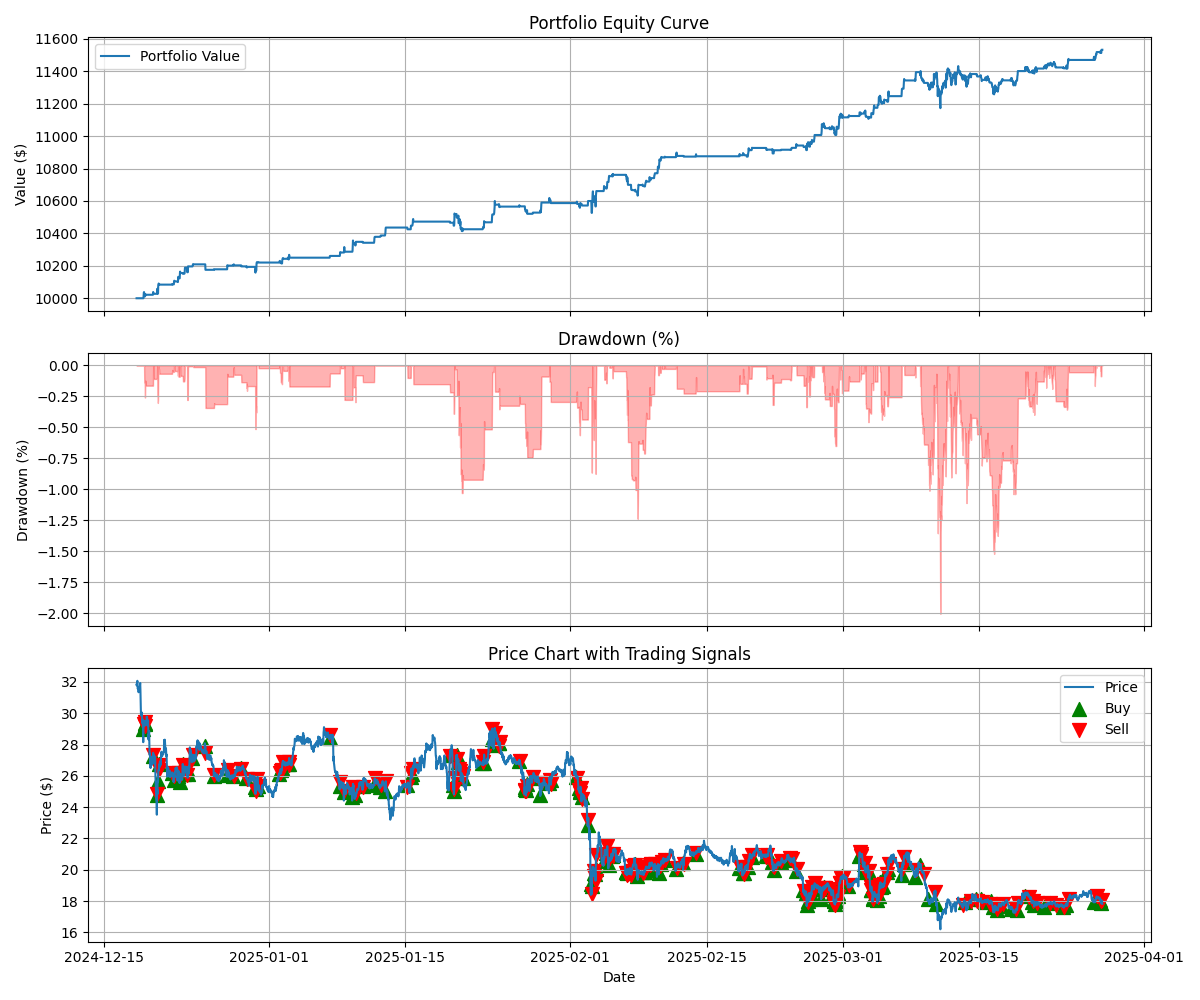 Portfolio Equity Curve
11600
11400
11200
11000
10800
10600
10400
10200
10000
Value ($)
Portfolio Value
Drawdown (%)
0.00
−0.25
−0.50
−0.75
−1.00
−1.25
−1.50
−1.75
−2.00
Drawdown (%)
Price Chart with Trading Signals
32
30
28
26
24
22
20
18
16
Price ($)
Price
Buy
Sell
2024-12-15 2025-01-01 2025-01-15 2025-02-01 2025-02-15 2025-03-01 2025-03-15 2025-04-01
Date